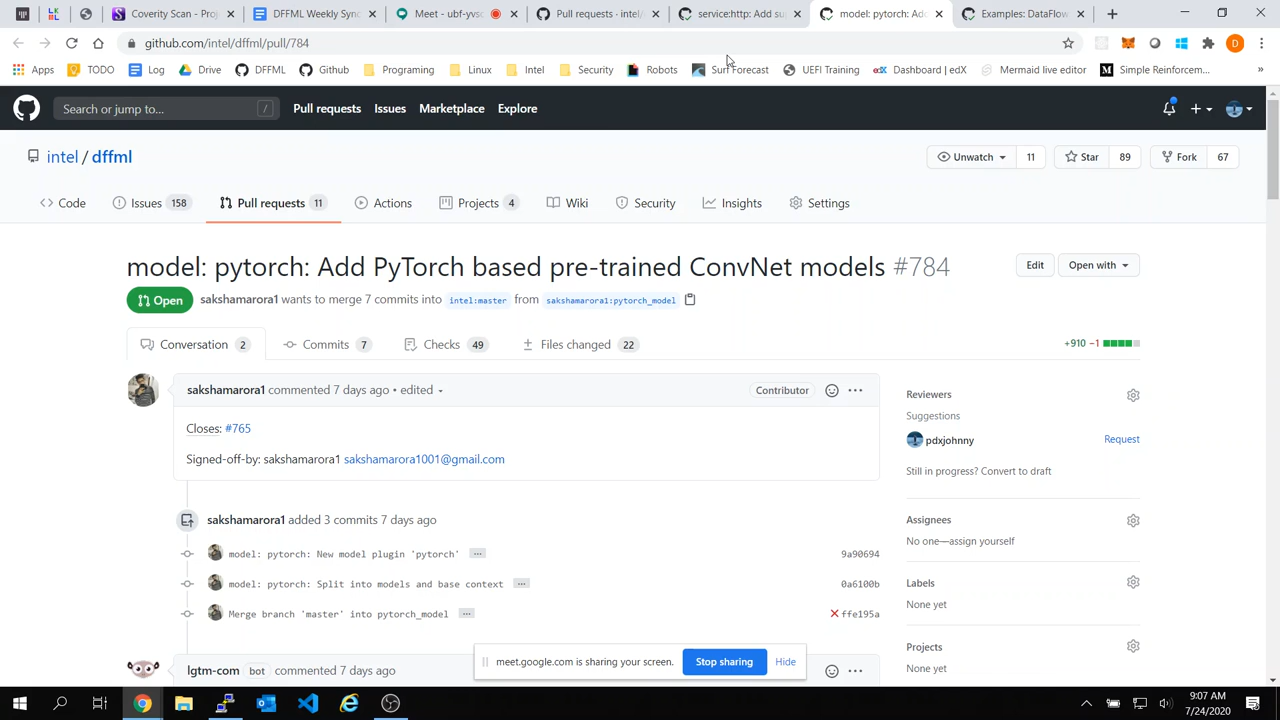 Coverity Scan - Proj
DFFML Weekly Sync
Meet - ubf-yvsc
Pull requests · intel/
service:http: Add su
model: pytorch: Ad
Examples: DataFlow
github.com/intel/dffml/pull/784
Apps
TODO
Log
Drive
DFFML
Github
Programing
Linux
Intel
Security
Robots
Surf Forecast
UEFI Training
Dashboard | edX
Mermaid live editor
Simple Reinforcem...
»
Search or jump to...
/
Pull requests
Issues
Marketplace
Explore
intel / dffml
Unwatch
11
Star
89
Fork
67
Code
Issues 158
Pull requests 11
Actions
Projects 4
Wiki
Security
Insights
Settings
model: pytorch: Add PyTorch based pre-trained ConvNet models #784
Edit
Open with
Open
sakshamarora1 wants to merge 7 commits into intel:master from sakshamarora1:pytorch_model
Conversation 2
Commits 7
Checks 49
Files changed 22
+910 −1
sakshamarora1 commented 7 days ago • edited
Contributor
Closes: #765
Signed-off-by: sakshamarora1 sakshamarora1001@gmail.com
sakshamarora1 added 3 commits 7 days ago
model: pytorch: New model plugin 'pytorch' ...
9a90694
model: pytorch: Split into models and base context ...
0a6100b
Merge branch 'master' into pytorch_model ...
ffe195a
lgtm-com bot commented 7 days ago
Reviewers
Suggestions
pdxjohnny
Request
Still in progress? Convert to draft
Assignees
No one—assign yourself
Labels
None yet
Projects
None yet
meet.google.com is sharing your screen.
Stop sharing
Hide
9:07 AM
7/24/2020